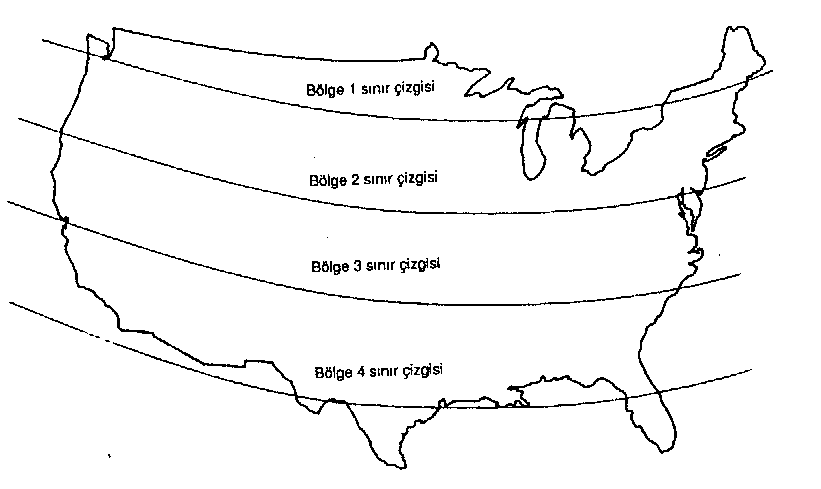 Bölge 1 sınır çizgisi
Bölge 2 sınır çizgisi
Bölge 3 sınır çizgisi
Bölge 4 sınır çizgisi